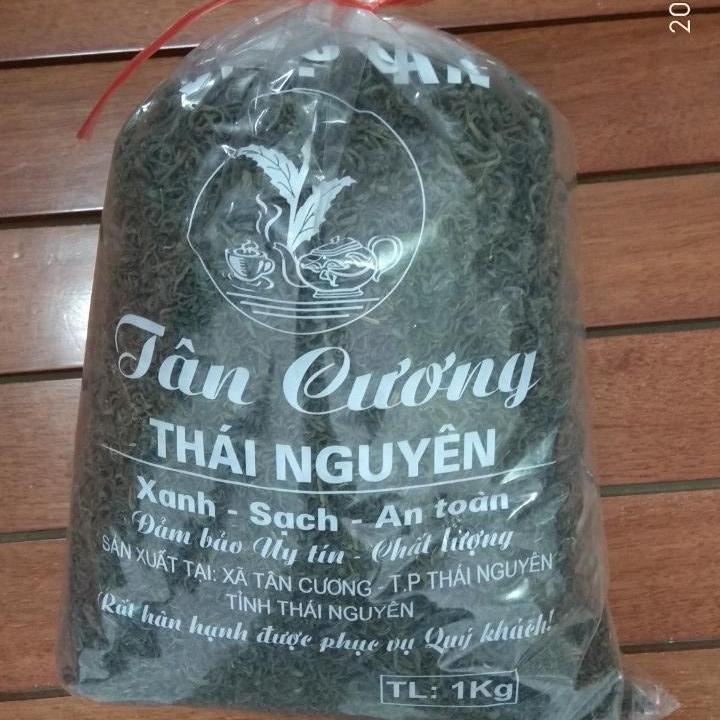 20
Tân Cương
THÁI NGUYÊN
Xanh - Sạch - An toàn
Đảm bảo Uy tín - Chất lượng
SẢN XUẤT TẠI: XÃ TÂN CƯƠNG - T.P THÁI NGUYÊN
TỈNH THÁI NGUYÊN
(Rất hân hạnh được phục vụ Quý khách!
TL: 1Kg